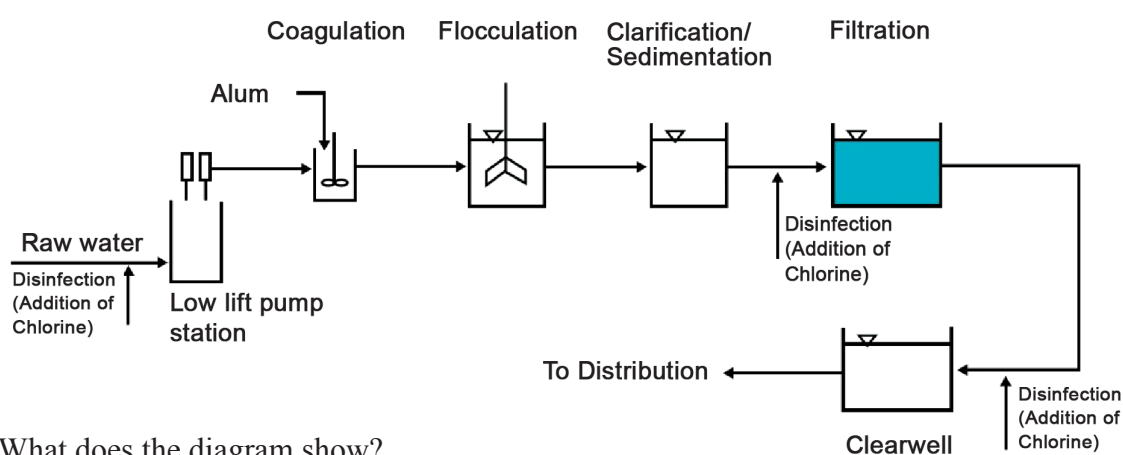 Coagulation
Flocculation
Clarification/
Sedimentation
Filtration
Alum
Raw water
Disinfection
(Addition of
Chlorine)
Low lift pump
station
Disinfection
(Addition of
Chlorine)
To Distribution
Clearwell
Disinfection
(Addition of
Chlorine)
What does the diagram show?